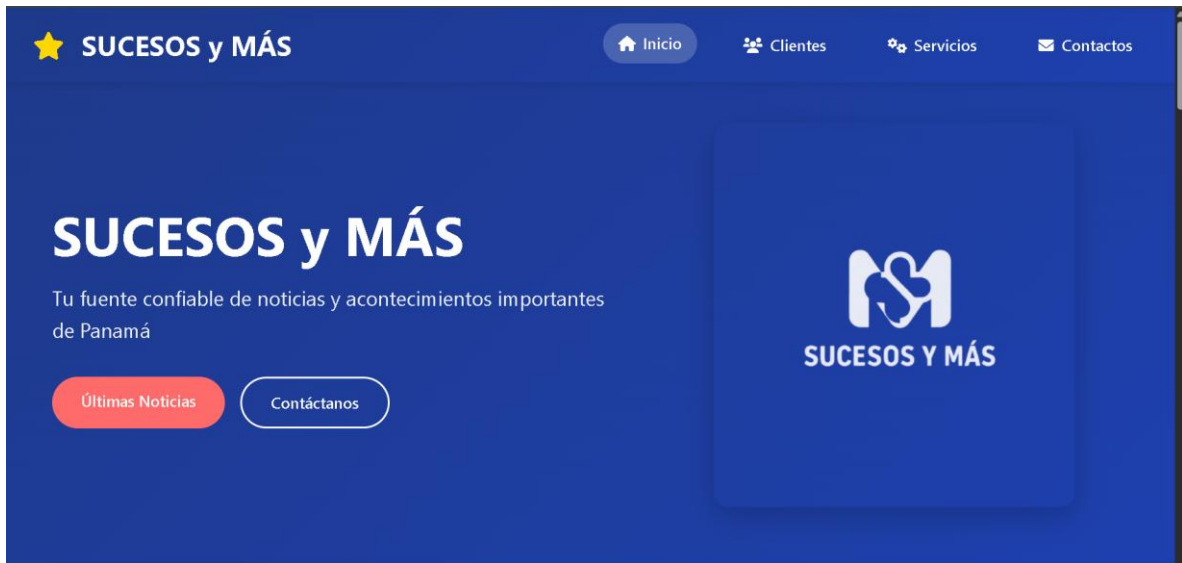 SUCESOS y MÁS
Inicio
Clientes
Servicios
Contactos
SUCESOS y MÁS
Tu fuente confiable de noticias y acontecimientos importantes
de Panamá
Últimas Noticias
Contáctanos
SUCESOS Y MÁS